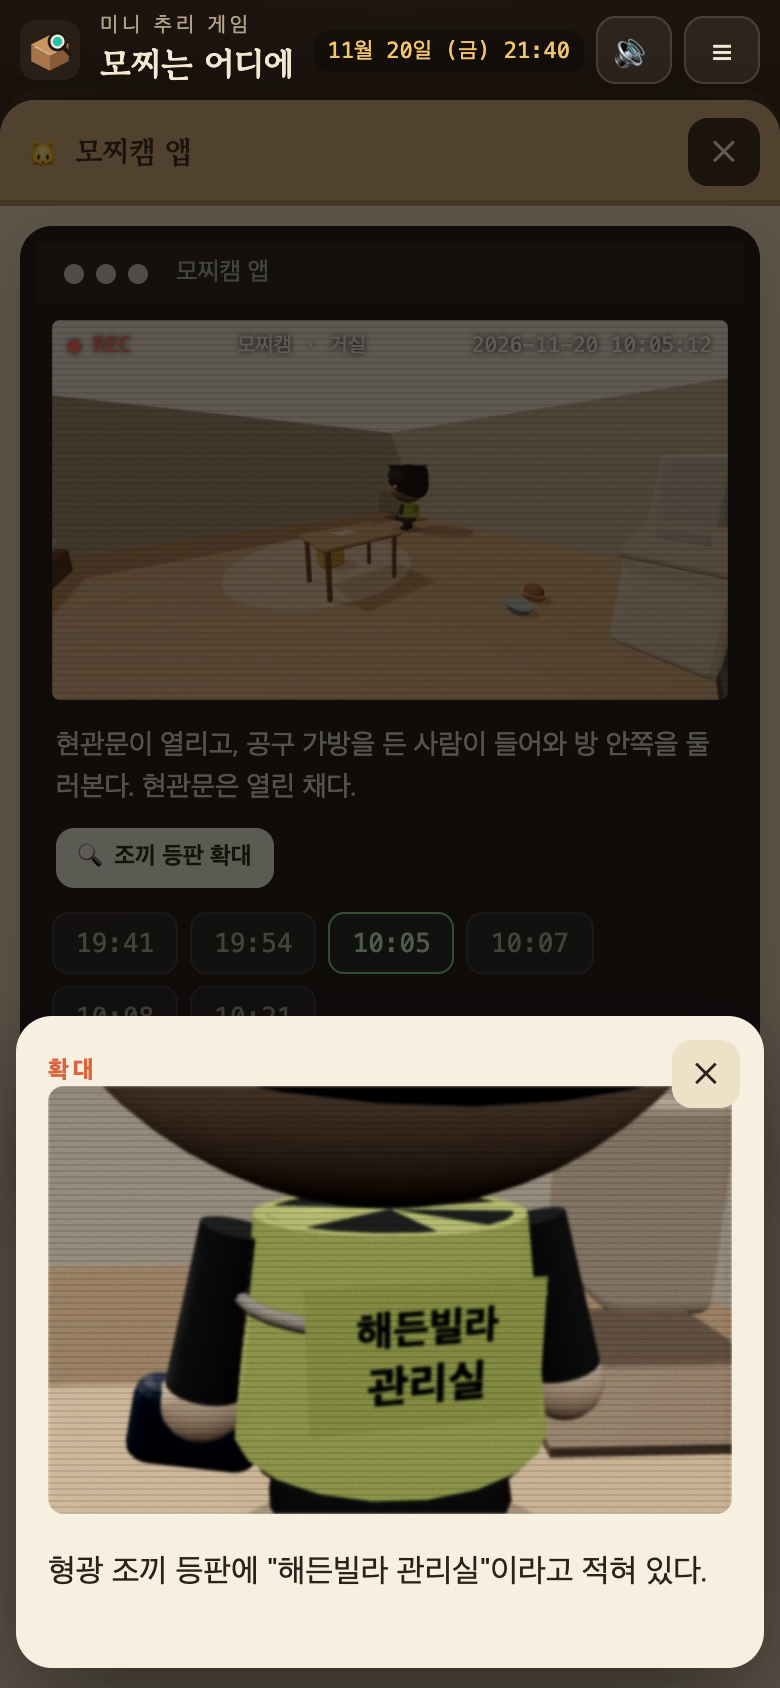 미니 추리 게임
모찌는 어디에
11월 20일 (금) 21:40
모찌캠 앱
모찌캠 앱
REC
모찌캠 · 거실
2026-11-20 10:05:12
현관문이 열리고, 공구 가방을 든 사람이 들어와 방 안쪽을 둘
러본다. 현관문은 열린 채다.
조끼 등판 확대
19:41
19:54
10:05
10:07
10:08
10:21
확대
해든빌라
관리실
형광 조끼 등판에 "해든빌라 관리실"이라고 적혀 있다.